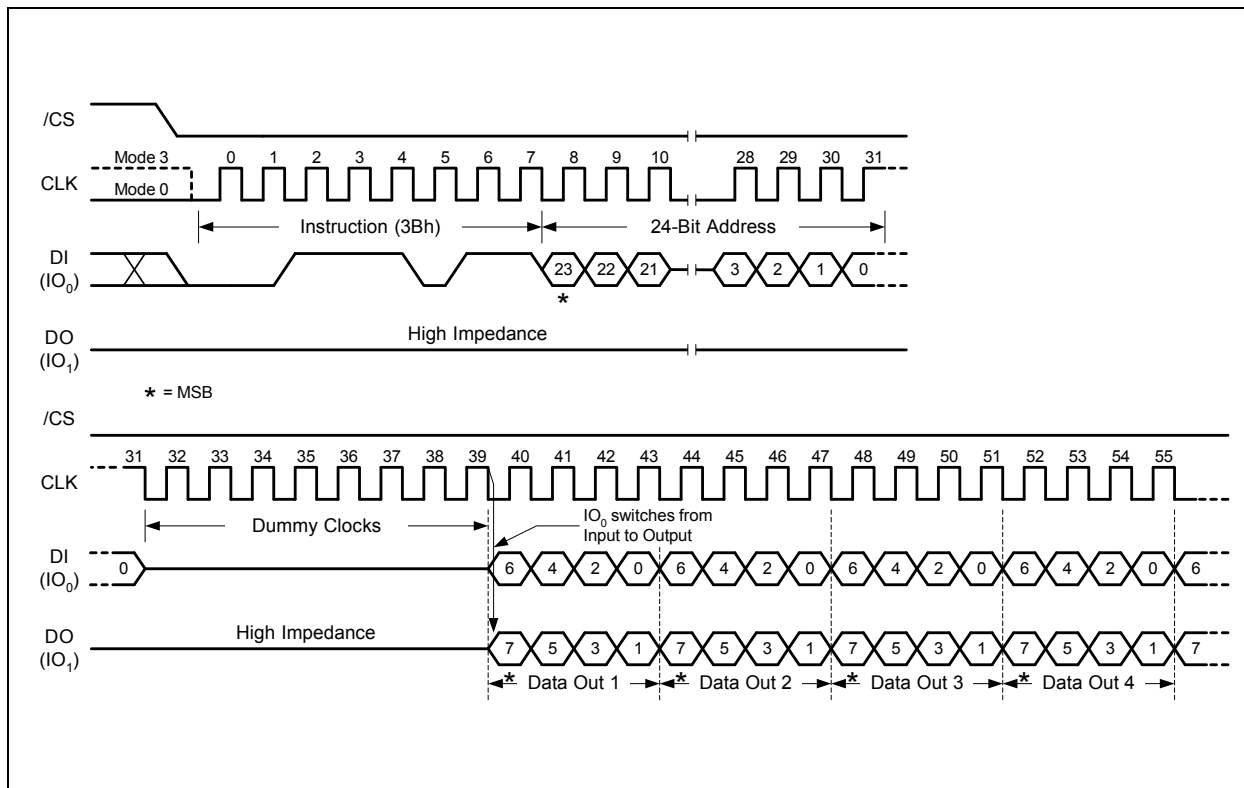 /CS
Mode 3 0 1 2 3 4 5 6 7 8 9 10 28 29 30 31
CLK
Mode 0
Instruction (3Bh) 24-Bit Address
DI
(IO0) 23 22 21 3 2 1 0
*
DO High Impedance
(IO1)
* = MSB
/CS
31 32 33 34 35 36 37 38 39 40 41 42 43 44 45 46 47 48 49 50 51 52 53 54 55
CLK
Dummy Clocks IO0 switches from
Input to Output
DI
(IO0) 0 6 4 2 0 6 4 2 0 6 4 2 0 6 4 2 0 6
DO High Impedance
(IO1) 7 5 3 1 7 5 3 1 7 5 3 1 7 5 3 1 7
* Data Out 1 * Data Out 2 * Data Out 3 * Data Out 4